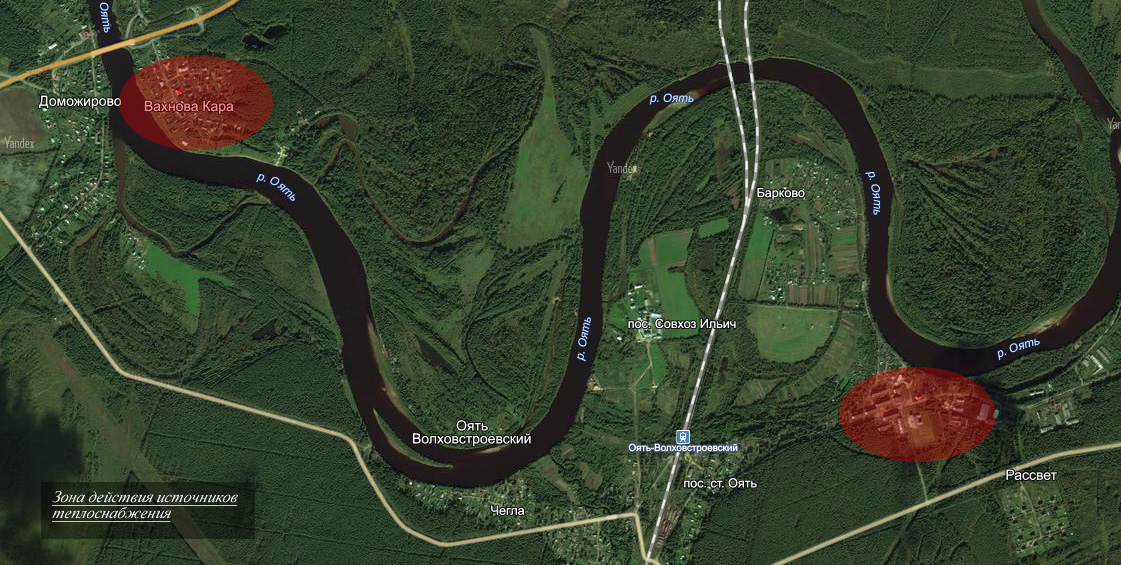 р. Оять
Доможирово
Вахнова Кара
Yandex
р. Оять
р. Оять
Yandex
Барково
р. Оять
р. Оять
пос. Совхоз Ильич
р. Оять
р. Оять
Оять
Волховстроевский
Оять-Волховстроевский
пос. ст. Оять
Рассвет
Чегла
Зона действия источников
теплоснабжения